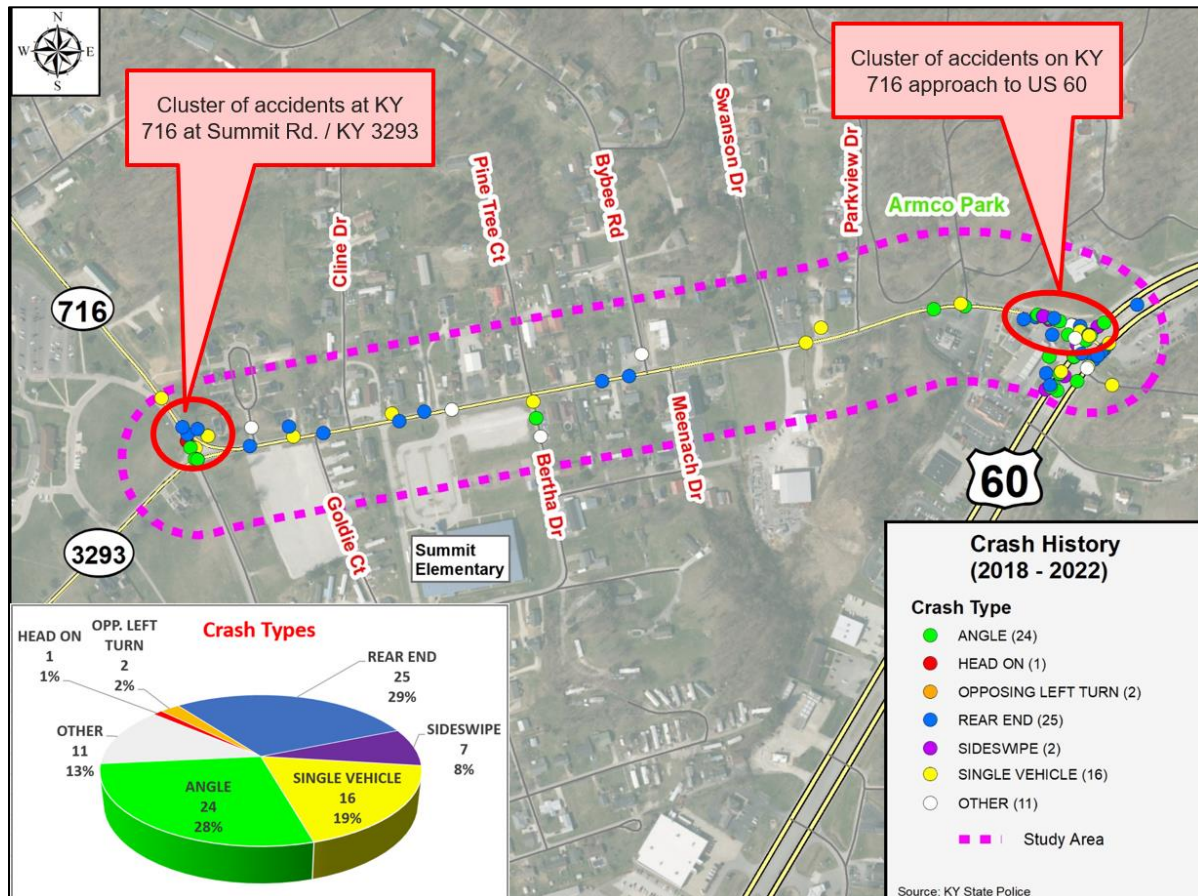 N
W
E
S
Cluster of accidents at KY
716 at Summit Rd. / KY 3293
Cluster of accidents on KY
716 approach to US 60
Swanson Dr
Pine Tree Ct
Bybee Rd
Parkview Dr
Cline Dr
Armco Park
716
Meenach Dr
Bertha Dr
60
3293
Goldie Ct
Summit
Elementary
Crash History
(2018 - 2022)
Crash Type
ANGLE (24)
HEAD ON (1)
OPPOSING LEFT TURN (2)
REAR END (25)
SIDESWIPE (2)
SINGLE VEHICLE (16)
OTHER (11)
Study Area
Source: KY State Police
Crash Types
HEAD ON
1
1%
OPP. LEFT
TURN
2
2%
REAR END
25
29%
SIDESWIPE
7
8%
SINGLE VEHICLE
16
19%
ANGLE
24
28%
OTHER
11
13%